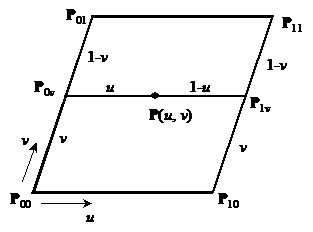 P01
P11
1-v
1-v
P0v
u
1-u
P1v
P(u, v)
v
v
v
P00
P10
u